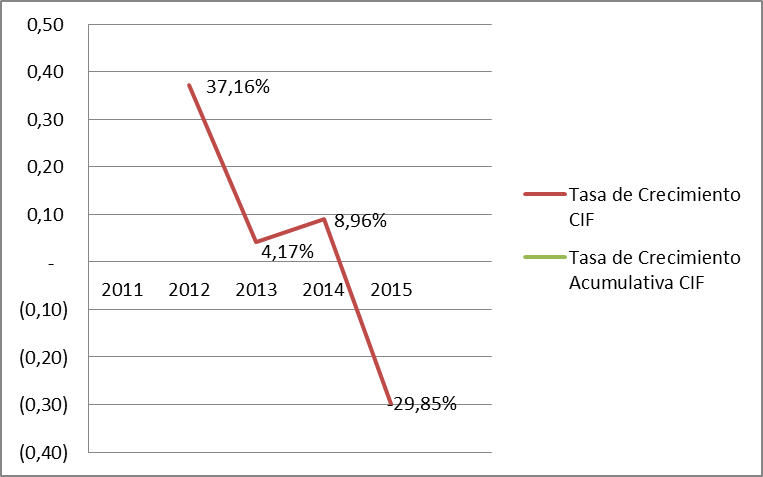 0,50
0,40
0,30
0,20
0,10
-
(0,10)
(0,20)
(0,30)
(0,40)
37,16%
4,17%
8,96%
-29,85%
2011 2012 2013 2014 2015
Tasa de Crecimiento
CIF
Tasa de Crecimiento
Acumulativa CIF